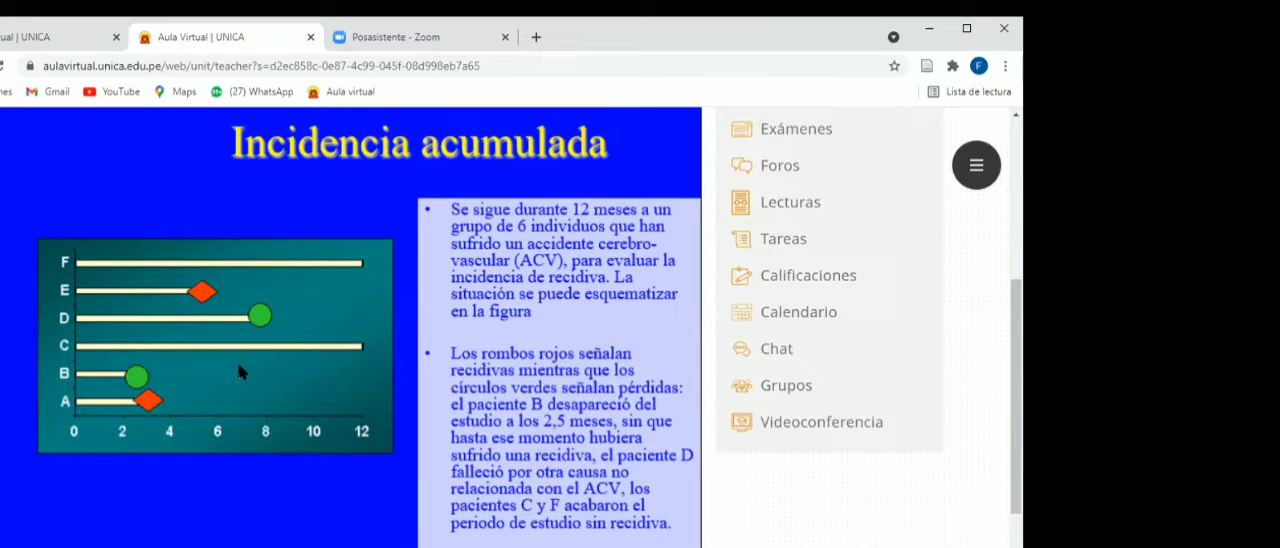 ual | UNICA
Aula Virtual | UNICA
Posasistente - Zoom
aulavirtual.unica.edu.pe/web/unit/teacher?s=d2ec858c-0e87-4c99-045f-08d998eb7a65
nes
Gmail
YouTube
Maps
(27) WhatsApp
Aula virtual
Lista de lectura
F
Incidencia acumulada
F
E
D
C
B
A
0 2 4 6 8 10 12
• Se sigue durante 12 meses a un
grupo de 6 individuos que han
sufrido un accidente cerebro-
vascular (ACV), para evaluar la
incidencia de recidiva. La
situación se puede esquematizar
en la figura
• Los rombos rojos señalan
recidivas mientras que los
círculos verdes señalan pérdidas:
el paciente B desapareció del
estudio a los 2,5 meses, sin que
hasta ese momento hubiera
sufrido una recidiva, el paciente D
falleció por otra causa no
relacionada con el ACV, los
pacientes C y F acabaron el
periodo de estudio sin recidiva.
Exámenes
Foros
Lecturas
Tareas
Calificaciones
Calendario
Chat
Grupos
Videoconferencia